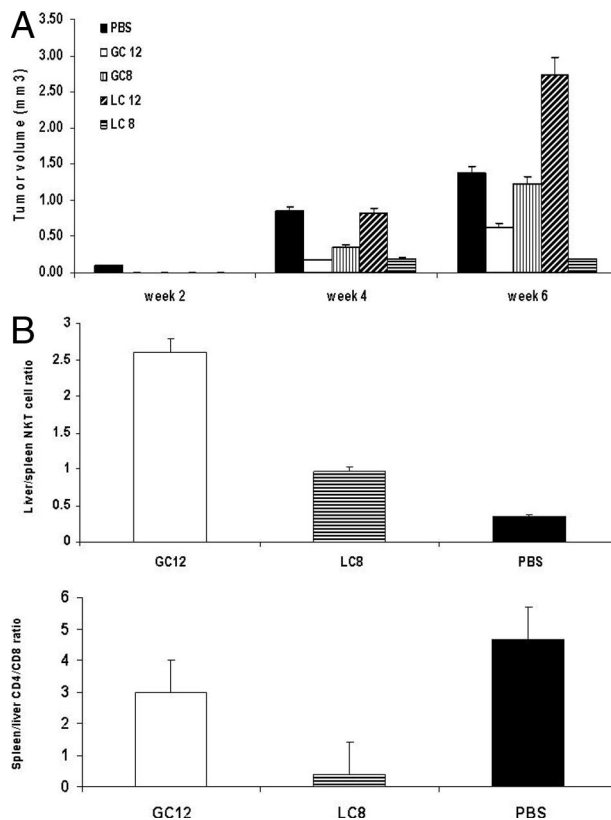 A
PBS
GC 12
GC8
LC 12
LC 8
Tumor volume (mm3)
3.50
3.00
2.50
2.00
1.50
1.00
0.50
0.00
week 2
week 4
week 6
B
Liver/spleen NKT cell ratio
3
2.5
2
1.5
1
0.5
0
GC12
LC8
PBS
Spleen/liver CD4/CD8 ratio
6
5
4
3
2
1
0
GC12
LC8
PBS